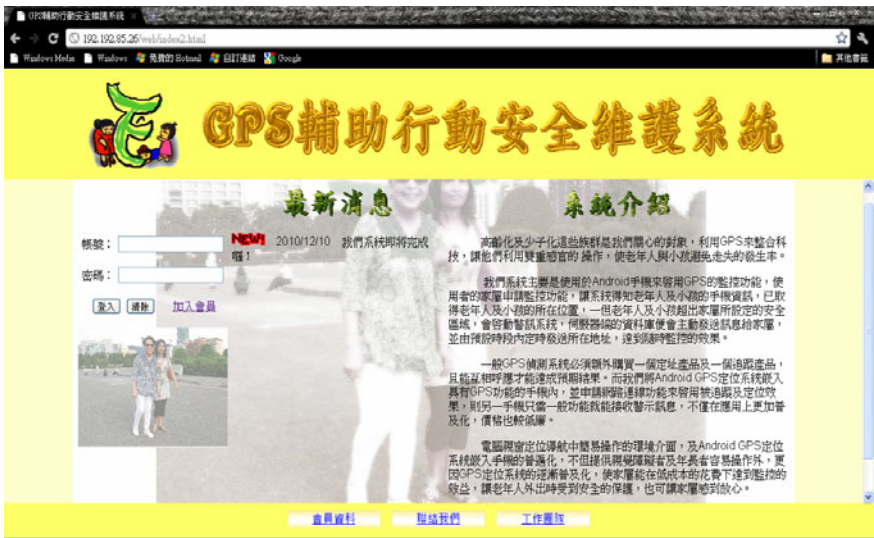 GPS輔助行動安全維護系統
192.192.85.26/web/index2.html
Windows Media Windows 免費的 Hotmail 自訂連結 Google 其他書籤
GPS輔助行動安全維護系統
最新消息
NEW! 2010/12/10 我們系統即將完成
囉！
帳號：
密碼：
登入 清除 加入會員
系統介紹
高齡化及少子化這些族群是我們關心的對象，利用GPS來整合科
技，讓他們利用雙重感官的 操作，使老年人與小孩避免走失的發生率。
我們系統主要是使用於Android手機來啓用GPS的監控功能，使
用者的家屬申請監控功能，讓系統得知老年人及小孩的手機資訊，已取
得老年人及小孩的所在位置，一但老年人及小孩超出家屬所設定的安全
區域，會啓動警訊系統，伺服器端的資料庫便會主動發送訊息給家屬，
並由預設時段內定時發送所在地址，達到隨時監控的效果。
一般GPS偵測系統必須額外購買一個定址產品及一個追蹤產品，
且能互相呼應才能達成預期結果。而我們將Android GPS定位系統嵌入
具有GPS功能的手機內，並申請網路連線功能來啓用被追蹤及定位效
果，則另一手機只需一般功能就能接收警示訊息，不僅在應用上更加普
及化，價格也較低廉。
電腦視窗定位導航中簡易操作的環境介面，及Android GPS定位
系統嵌入手機的普遍化，不但提供視覺障礙者及年長者容易操作外，更
因GPS定位系統的逐漸普及化，使家屬能在低成本的花費下達到監控的
效益，讓老年人外出時受到安全的保護，也可讓家屬感到放心。
會員資料 聯絡我們 工作團隊